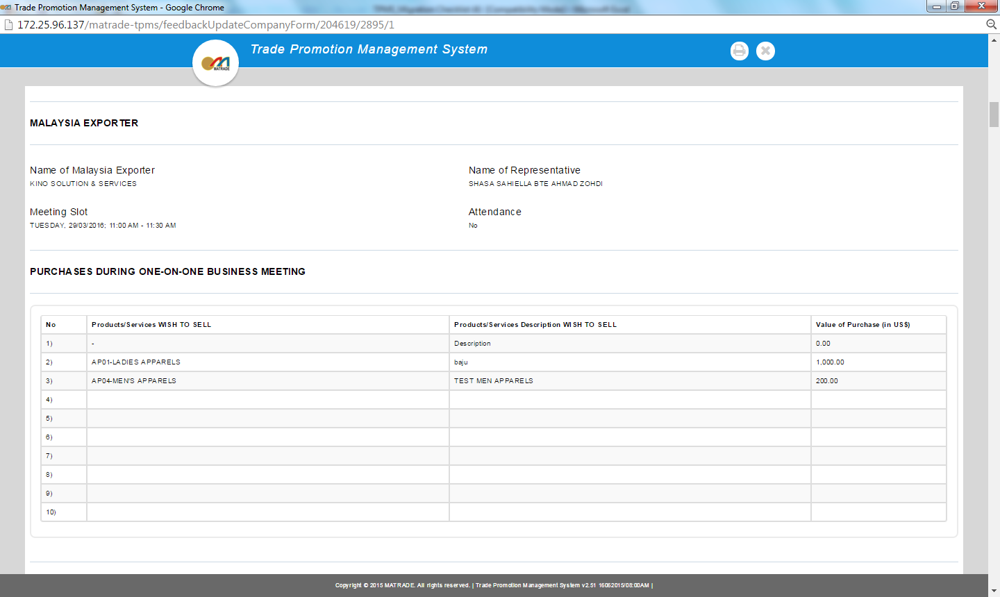 Trade Promotion Management System - Google Chrome
172.25.96.137/matrade-tpms/feedbackUpdateCompanyForm/204619/2895/1
MATRADE
Trade Promotion Management System
MALAYSIA EXPORTER
Name of Malaysia Exporter Name of Representative
KINO SOLUTION & SERVICES SHASA SAHIELLA BTE AHMAD ZOHDI
Meeting Slot Attendance
TUESDAY, 29/03/2016; 11:00 AM - 11:30 AM No
PURCHASES DURING ONE-ON-ONE BUSINESS MEETING
No Products/Services WISH TO SELL Products/Services Description WISH TO SELL Value of Purchase (in US$)
1) - Description 0.00
2) AP01-LADIES APPARELS baju 1,000.00
3) AP04-MEN'S APPARELS TEST MEN APPARELS 200.00
4)
5)
6)
7)
8)
9)
10)
Copyright © 2015 MATRADE. All rights reserved. | Trade Promotion Management System v2.51 16062015/08:00AM |